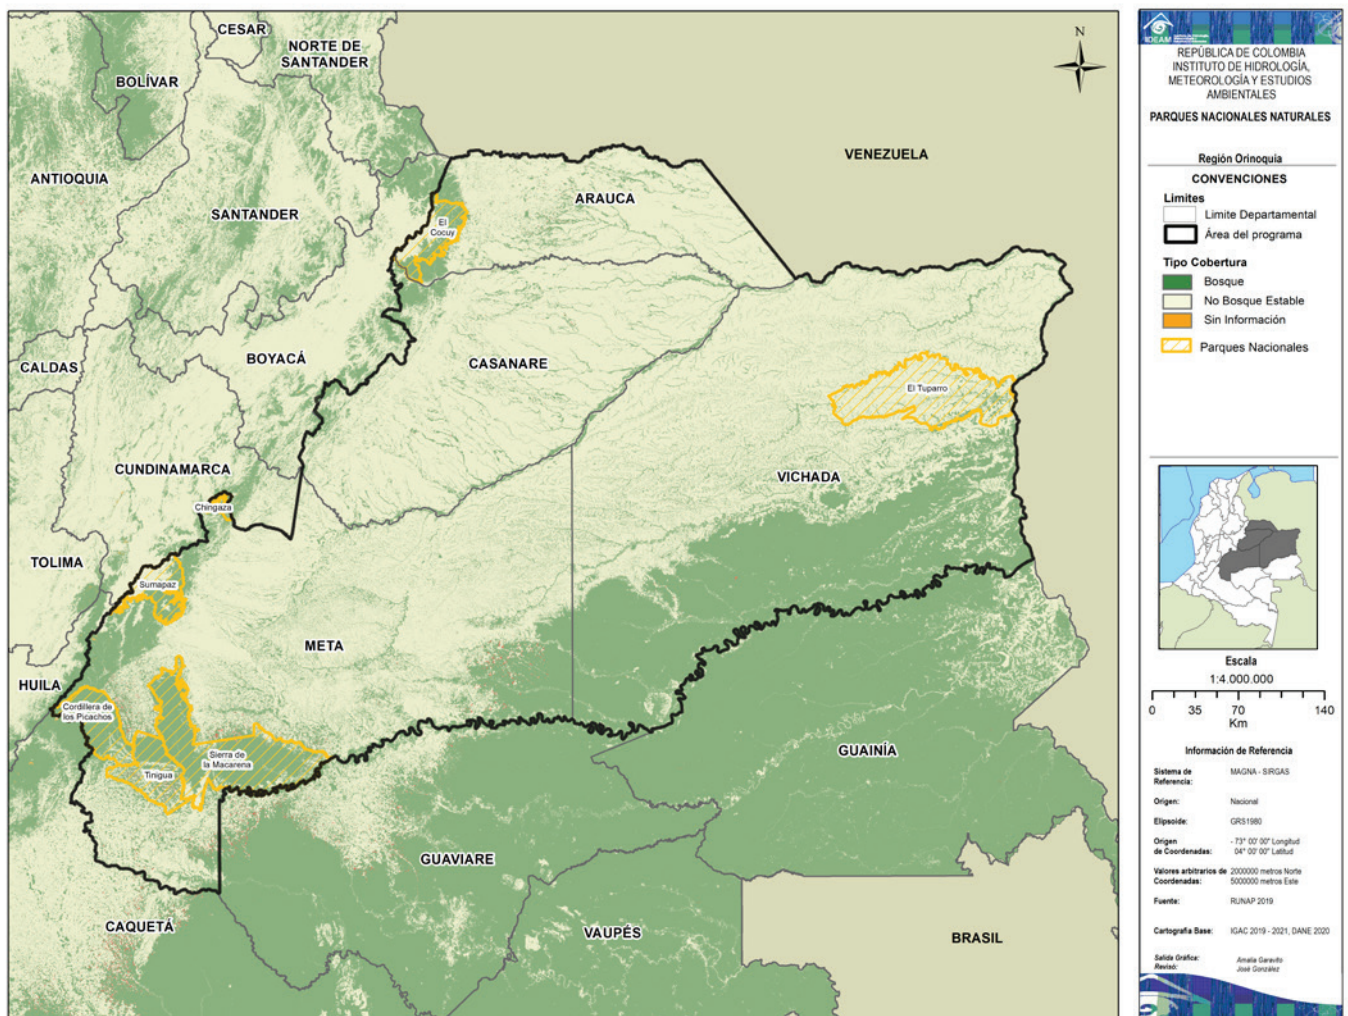 CESAR
NORTE DE
SANTANDER
BOLÍVAR
N
VENEZUELA
ANTIOQUIA
ARAUCA
SANTANDER
El
Cocuy
BOYACÁ
CASANARE
CALDAS
El Tuparro
CUNDINAMARCA
VICHADA
Chingaza
TOLIMA
Sumapaz
META
HUILA
Cordillera de
los Picachos
Sierra de
la Macarena
Tinigua
GUAINÍA
GUAVIARE
CAQUETÁ
VAUPÉS
BRASIL
IDEAM
REPÚBLICA DE COLOMBIA
INSTITUTO DE HIDROLOGÍA,
METEOROLOGÍA Y ESTUDIOS
AMBIENTALES
PARQUES NACIONALES NATURALES
Región Orinoquia
CONVENCIONES
Limites
Limite Departamental
Área del programa
Tipo Cobertura
Bosque
No Bosque Estable
Sin Información
Parques Nacionales
Escala
1:4.000.000
0 35 70 140
Km
Información de Referencia
Sistema de Referencia: MAGNA - SIRGAS
Origen: Nacional
Elipsoide: GRS1980
Origen de Coordenadas: - 73° 00' 00" Longitud
04° 00' 00" Latitud
Valores arbitrarios de Coordenadas: 2000000 metros Norte
5000000 metros Este
Fuente: RUNAP 2019
Cartografia Base: IGAC 2019 - 2021, DANE 2020
Salida Gráfica: Amalia Garavito
Revisó: José González